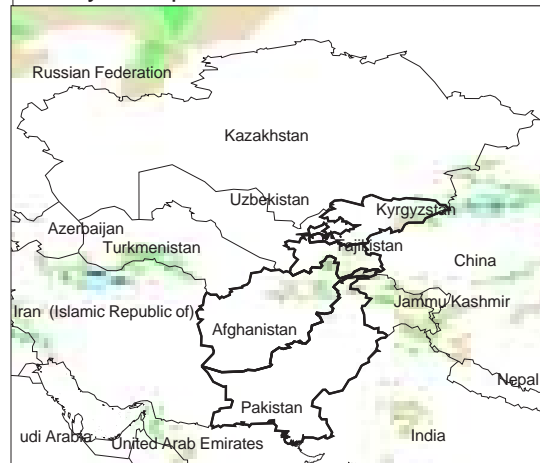 Russian Federation
Kazakhstan
Uzbekistan
Kyrgyzstan
Azerbaijan
Turkmenistan
Tajikistan
China
Jammu/Kashmir
Iran (Islamic Republic of)
Afghanistan
Nepal
Pakistan
udi Arabia
United Arab Emirates
India